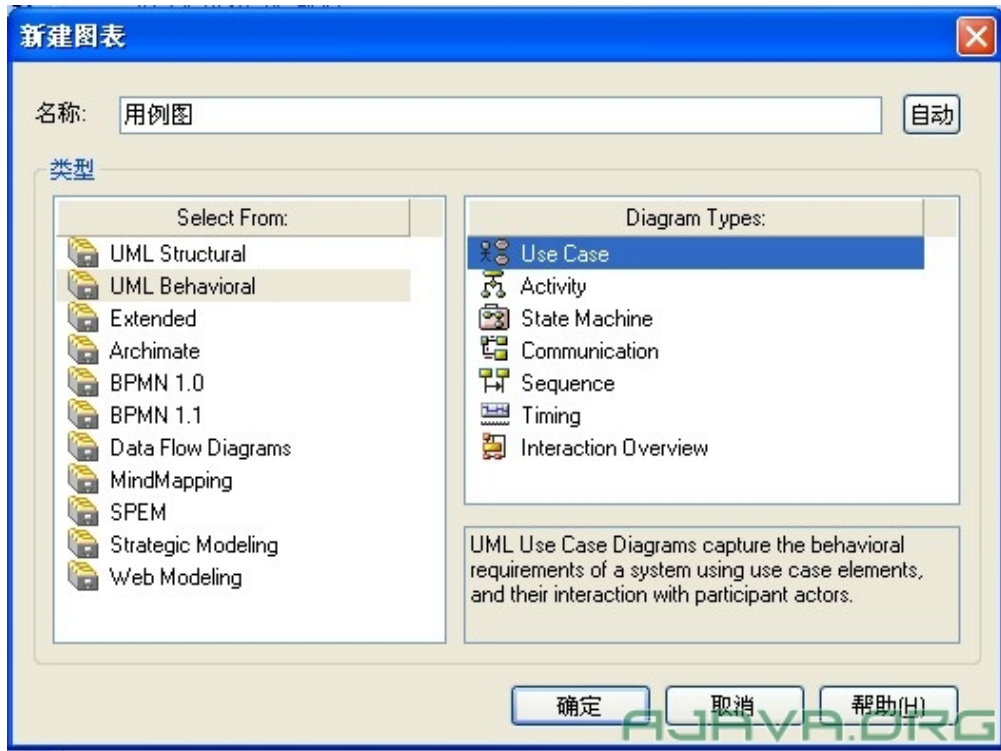 新建图表
名称: 用例图 自动
类型
Select From:
UML Structural
UML Behavioral
Extended
Archimate
BPMN 1.0
BPMN 1.1
Data Flow Diagrams
MindMapping
SPEM
Strategic Modeling
Web Modeling
Diagram Types:
Use Case
Activity
State Machine
Communication
Sequence
Timing
Interaction Overview
UML Use Case Diagrams capture the behavioral
requirements of a system using use case elements,
and their interaction with participant actors.
确定 取消 帮助(H)
AJAVA.ORG